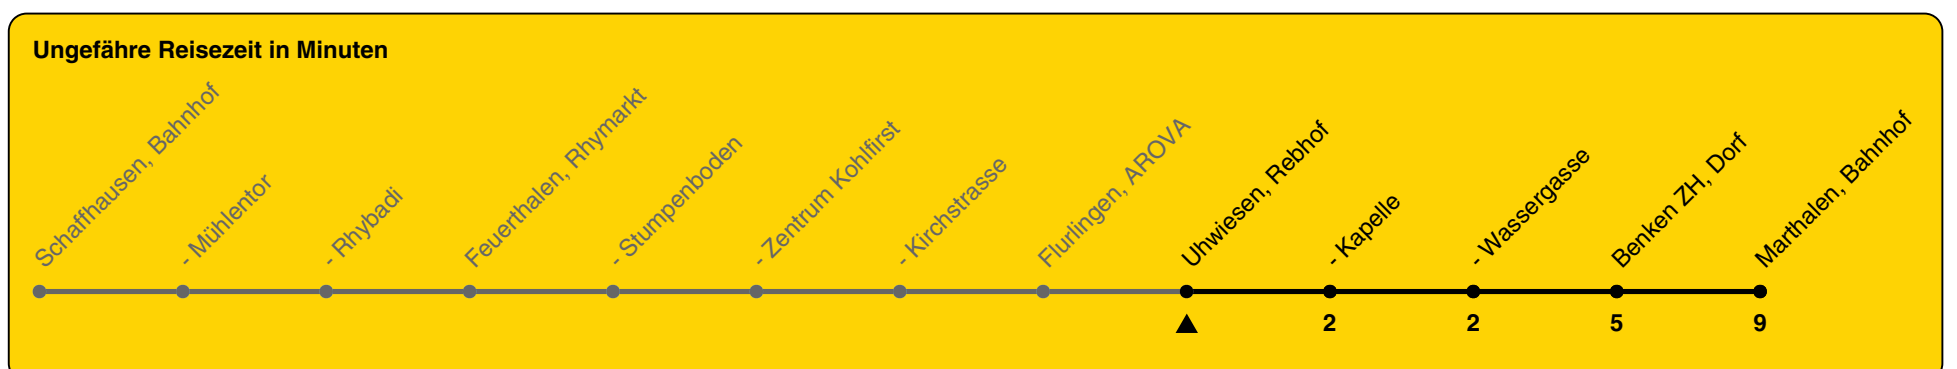 Ungefähre Reisezeit in Minuten
Schaffhausen, Bahnhof
- Mühlentor
- Rhybadi
Feuerthalen, Rhymarkt
- Stumpenboden
- Zentrum Kohlfirst
- Kirchstrasse
Flurlingen, AROVA
Uhwiesen, Rebhof
- Kapelle
- Wassergasse
Benken ZH, Dorf
Marthalen, Bahnhof
2 2 5 9